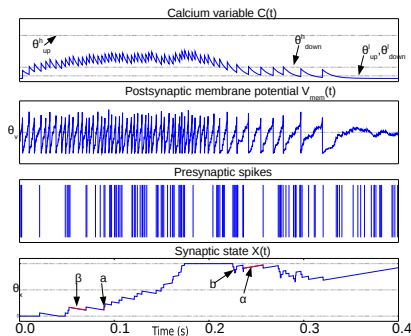 Calcium variable C(t)
θ^h_up
θ^h_down
θ^l_up,θ^l_down
Postsynaptic membrane potential V_mem(t)
θ_v
Presynaptic spikes
Synaptic state X(t)
β a
b
α
θ_x
0.0 0.1 0.2 0.3 0.4
Time (s)